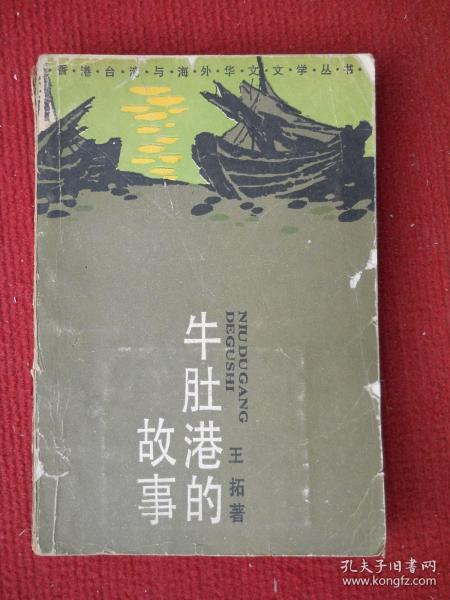 ·香·港·台·湾·与·海·外·华·文·文·学·丛·书·
牛肚港的
故事
NIUDUGANG
DEGUSHI
王拓著
孔夫子旧书网
www.kongfz.com